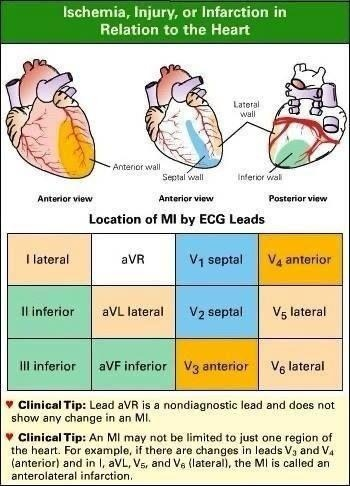 Ischemia, Injury, or Infarction in
Relation to the Heart
Lateral
wall
Anterior wall
Septal wall
Inferior wall
Anterior view
Anterior view
Posterior view
Location of MI by ECG Leads
I lateral
aVR
V1 septal
V4 anterior
II inferior
aVL lateral
V2 septal
V5 lateral
III inferior
aVF inferior
V3 anterior
V6 lateral
♥ Clinical Tip: Lead aVR is a nondiagnostic lead and does not
show any change in an MI.
♥ Clinical Tip: An MI may not be limited to just one region of
the heart. For example, if there are changes in leads V3 and V4
(anterior) and in I, aVL, V5, and V6 (lateral), the MI is called an
anterolateral infarction.